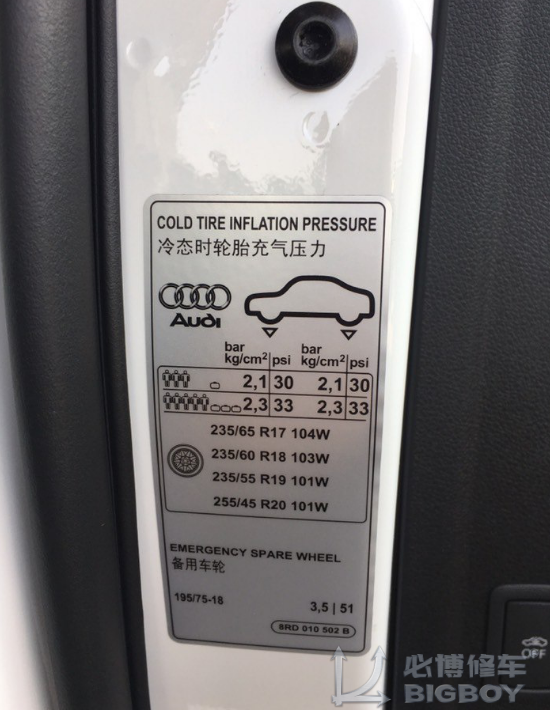 COLD TIRE INFLATION PRESSURE
冷态时轮胎充气压力
Audi
bar kg/cm² psi bar kg/cm² psi
2,1 30 2,1 30
2,3 33 2,3 33
235/65 R17 104W
235/60 R18 103W
235/55 R19 101W
255/45 R20 101W
EMERGENCY SPARE WHEEL
备用车轮
195/75-18 3,5 | 51
8RD 010 502 B
OFF
必博修车
BIGBOY